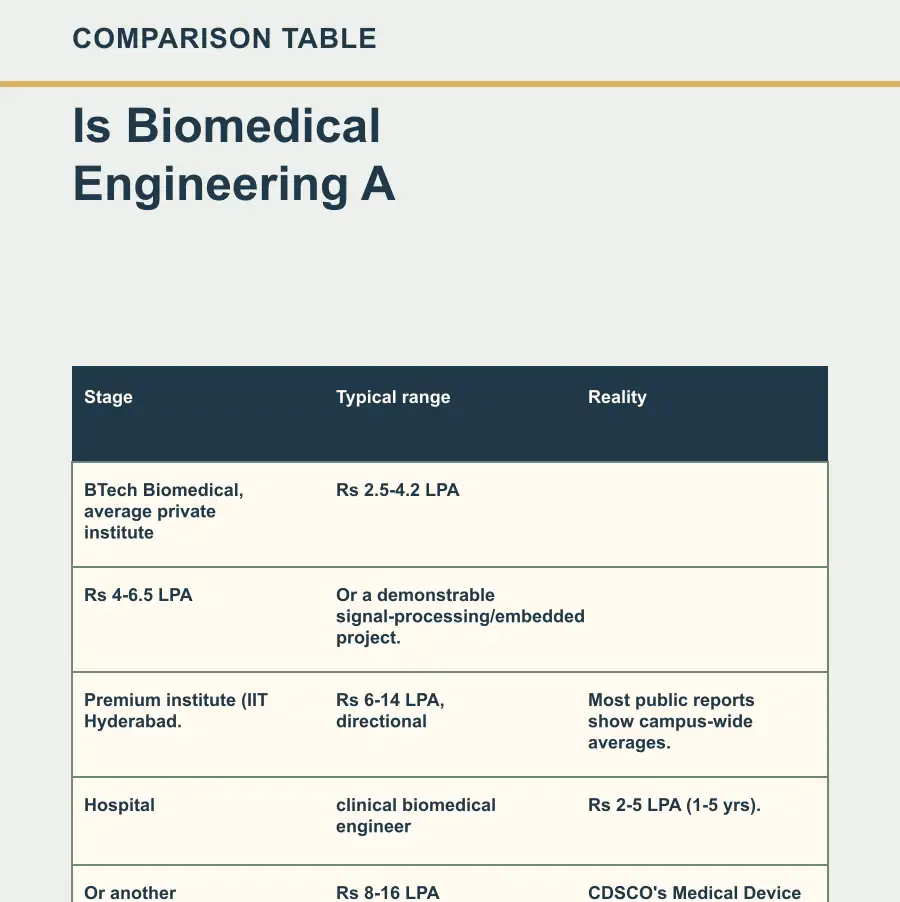 COMPARISON TABLE
Is Biomedical
Engineering A
Stage
Typical range
Reality
BTech Biomedical,
average private
institute
Rs 2.5-4.2 LPA
Rs 4-6.5 LPA
Or a demonstrable
signal-processing/embedded
project.
Premium institute (IIT
Hyderabad.
Rs 6-14 LPA,
directional
Most public reports
show campus-wide
averages.
Hospital
clinical biomedical
engineer
Rs 2-5 LPA (1-5 yrs).
Or another
Rs 8-16 LPA
CDSCO's Medical Device